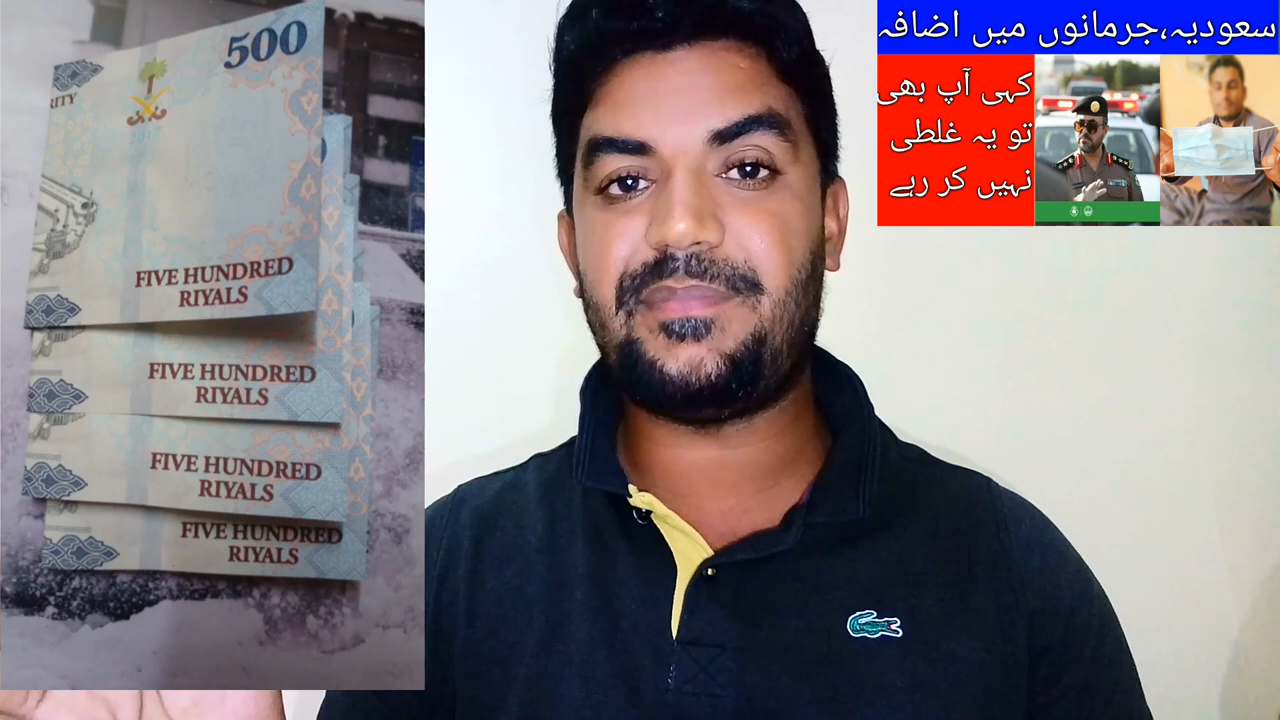 500
RITY
FIVE HUNDRED
RIYALS
FIVE HUNDRED
RIYALS
FIVE HUNDRED
RIYALS
FIVE HUNDRED
RIYALS
سعودیہ،جرمانوں میں اضافہ
کہی آپ بھی
تو یہ غلطی
نہیں کر رہے